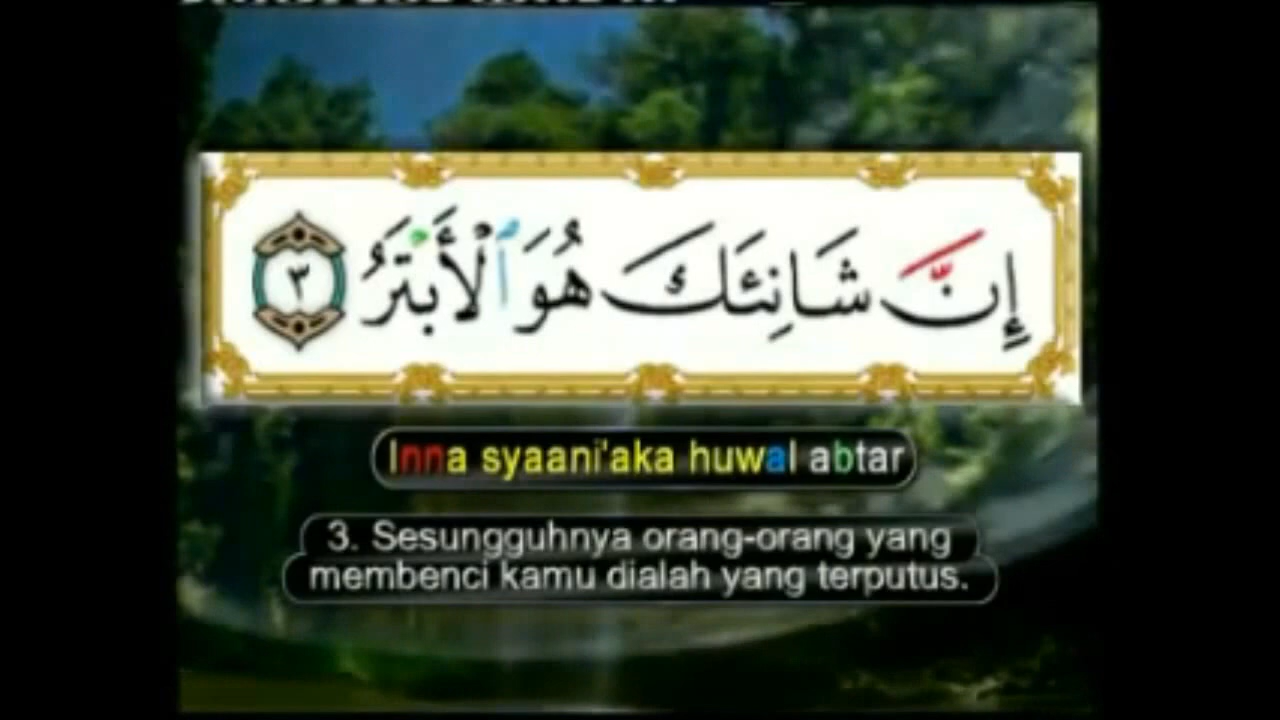 إِنَّ شَانِئَكَ هُوَ ٱلْأَبْتَرُ ٣
Inna syaani'aka huwal abtar
3. Sesungguhnya orang-orang yang
membenci kamu dialah yang terputus.